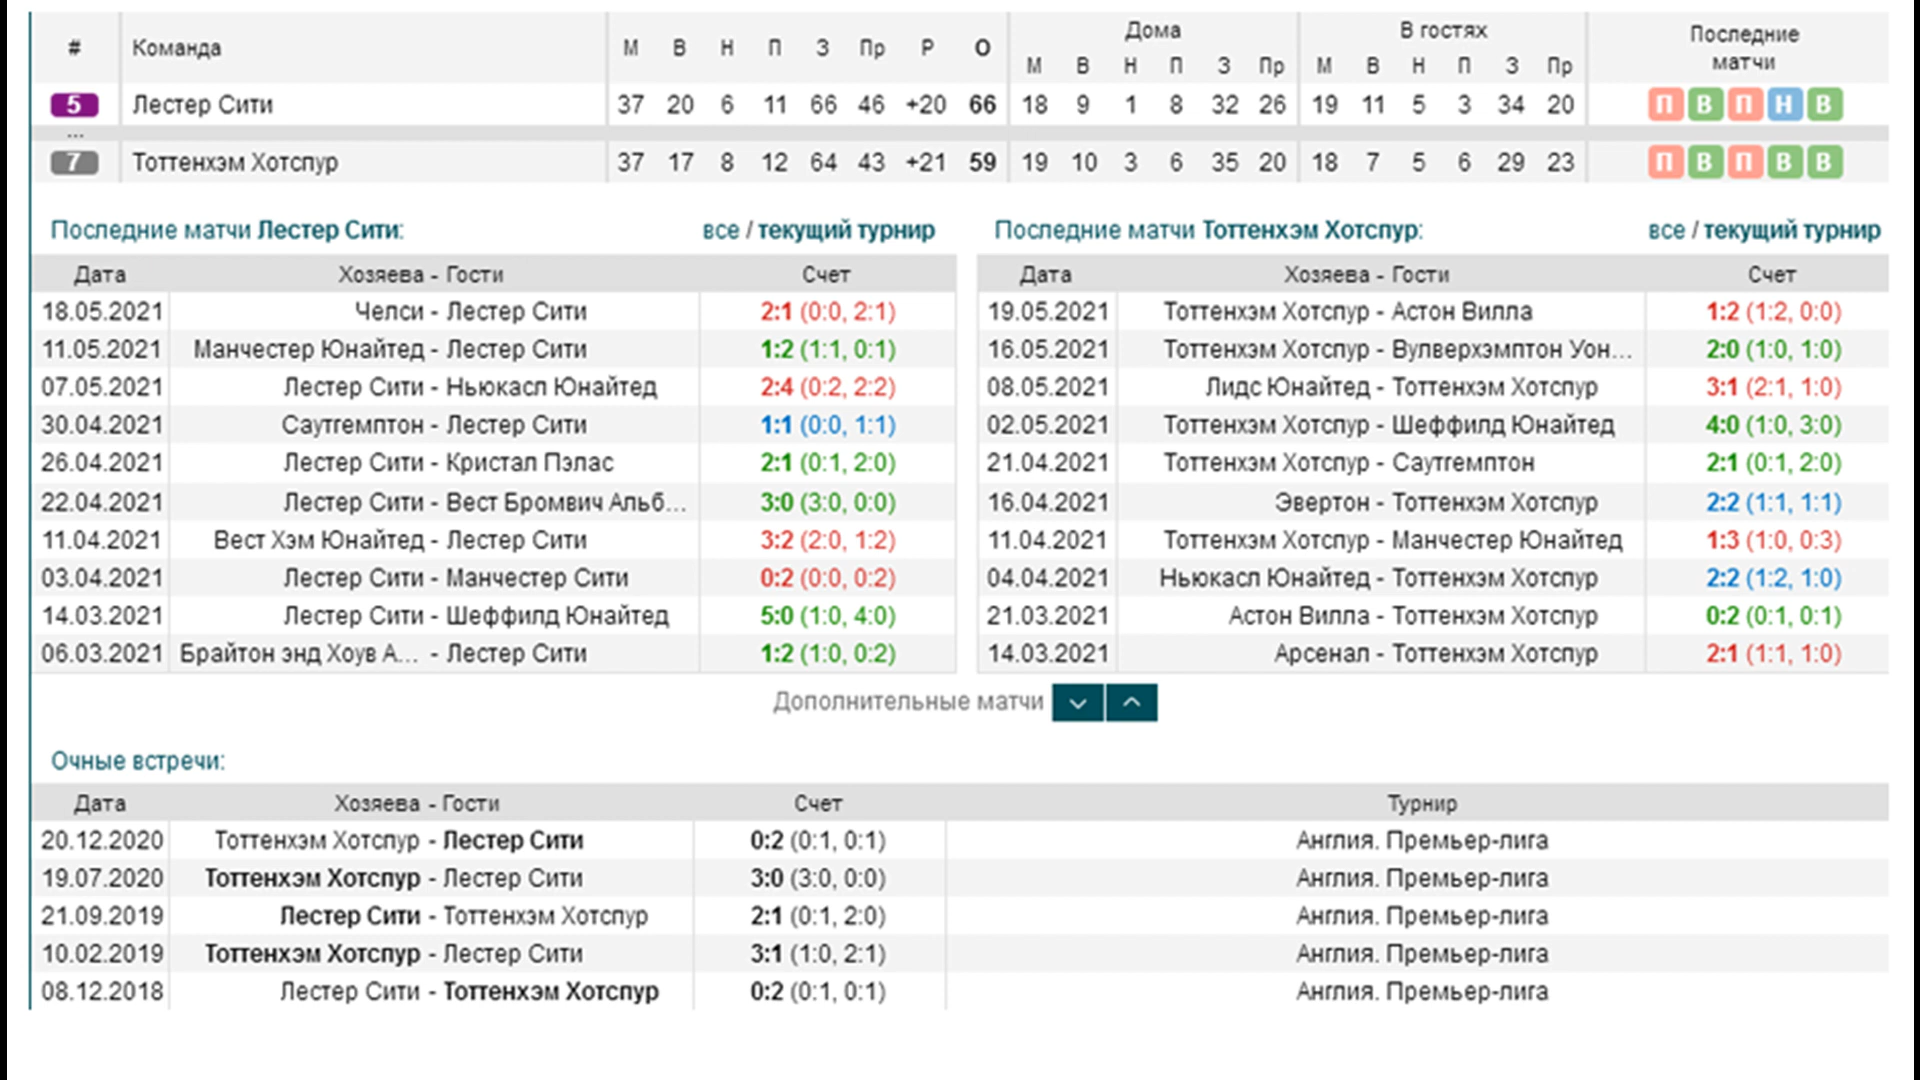 # Команда М В Н П З Пр Р О Дома М В Н П З Пр В гостях М В Н П З Пр Последние матчи
5 Лестер Сити 37 20 6 11 66 46 +20 66 18 9 1 8 32 26 19 11 5 3 34 20 П В П Н В
...
7 Тоттенхэм Хотспур 37 17 8 12 64 43 +21 59 19 10 3 6 35 20 18 7 5 6 29 23 П В П В В
Последние матчи Лестер Сити: все / текущий турнир
Дата Хозяева - Гости Счет
18.05.2021 Челси - Лестер Сити 2:1 (0:0, 2:1)
11.05.2021 Манчестер Юнайтед - Лестер Сити 1:2 (1:1, 0:1)
07.05.2021 Лестер Сити - Ньюкасл Юнайтед 2:4 (0:2, 2:2)
30.04.2021 Саутгемптон - Лестер Сити 1:1 (0:0, 1:1)
26.04.2021 Лестер Сити - Кристал Пэлас 2:1 (0:1, 2:0)
22.04.2021 Лестер Сити - Вест Бромвич Альб... 3:0 (3:0, 0:0)
11.04.2021 Вест Хэм Юнайтед - Лестер Сити 3:2 (2:0, 1:2)
03.04.2021 Лестер Сити - Манчестер Сити 0:2 (0:0, 0:2)
14.03.2021 Лестер Сити - Шеффилд Юнайтед 5:0 (1:0, 4:0)
06.03.2021 Брайтон энд Хоув А... - Лестер Сити 1:2 (1:0, 0:2)
Последние матчи Тоттенхэм Хотспур: все / текущий турнир
Дата Хозяева - Гости Счет
19.05.2021 Тоттенхэм Хотспур - Астон Вилла 1:2 (1:2, 0:0)
16.05.2021 Тоттенхэм Хотспур - Вулверхэмптон Уон... 2:0 (1:0, 1:0)
08.05.2021 Лидс Юнайтед - Тоттенхэм Хотспур 3:1 (2:1, 1:0)
02.05.2021 Тоттенхэм Хотспур - Шеффилд Юнайтед 4:0 (1:0, 3:0)
21.04.2021 Тоттенхэм Хотспур - Саутгемптон 2:1 (0:1, 2:0)
16.04.2021 Эвертон - Тоттенхэм Хотспур 2:2 (1:1, 1:1)
11.04.2021 Тоттенхэм Хотспур - Манчестер Юнайтед 1:3 (1:0, 0:3)
04.04.2021 Ньюкасл Юнайтед - Тоттенхэм Хотспур 2:2 (1:2, 1:0)
21.03.2021 Астон Вилла - Тоттенхэм Хотспур 0:2 (0:1, 0:1)
14.03.2021 Арсенал - Тоттенхэм Хотспур 2:1 (1:1, 1:0)
Дополнительные матчи
Очные встречи:
Дата Хозяева - Гости Счет Турнир
20.12.2020 Тоттенхэм Хотспур - Лестер Сити 0:2 (0:1, 0:1) Англия. Премьер-лига
19.07.2020 Тоттенхэм Хотспур - Лестер Сити 3:0 (3:0, 0:0) Англия. Премьер-лига
21.09.2019 Лестер Сити - Тоттенхэм Хотспур 2:1 (0:1, 2:0) Англия. Премьер-лига
10.02.2019 Тоттенхэм Хотспур - Лестер Сити 3:1 (1:0, 2:1) Англия. Премьер-лига
08.12.2018 Лестер Сити - Тоттенхэм Хотспур 0:2 (0:1, 0:1) Англия. Премьер-лига